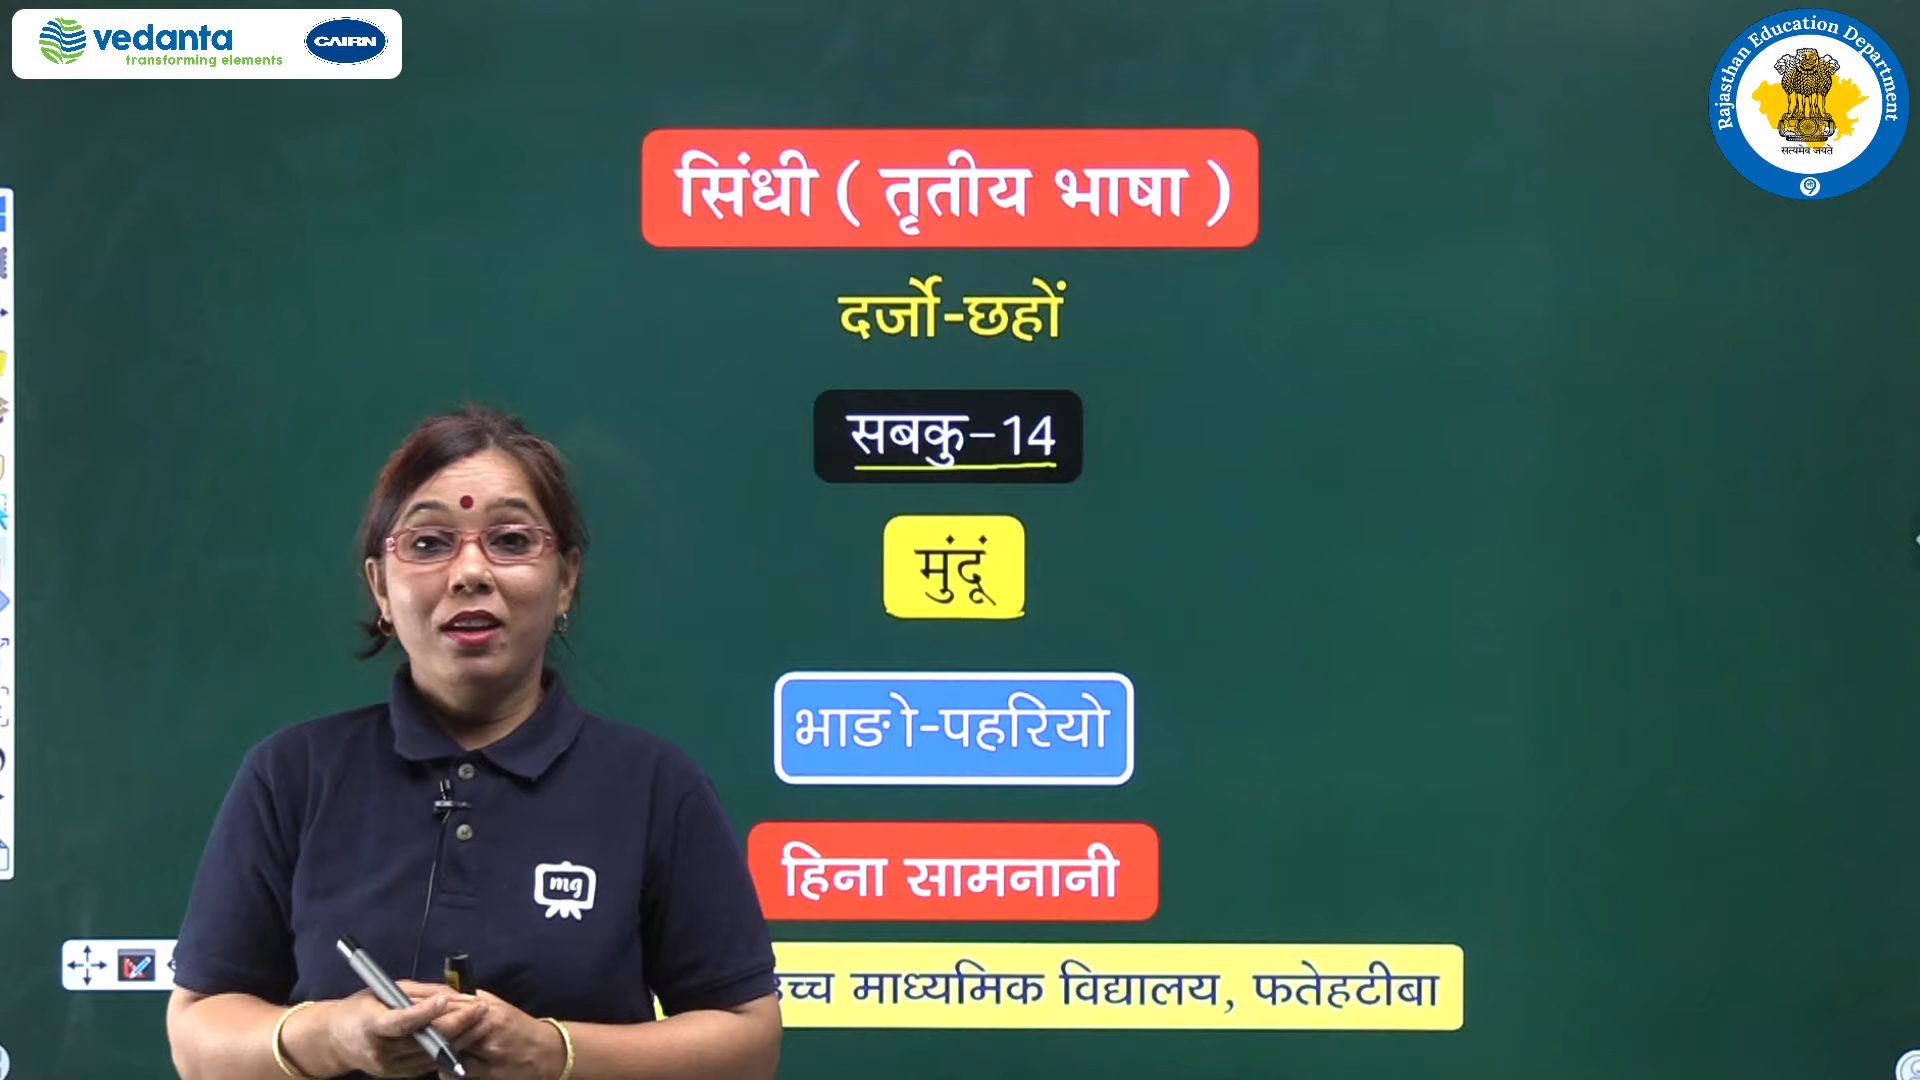 vedanta
transforming elements
CAIRN
Rajasthan Education Department
सत्यमेव जयते
सिंधी ( तृतीय भाषा )
दर्जो-छहों
सबकु-14
मुंदूं
भाङो-पहरियो
हिना सामनानी
mg
माध्यमिक विद्यालय, फतेहटीबा